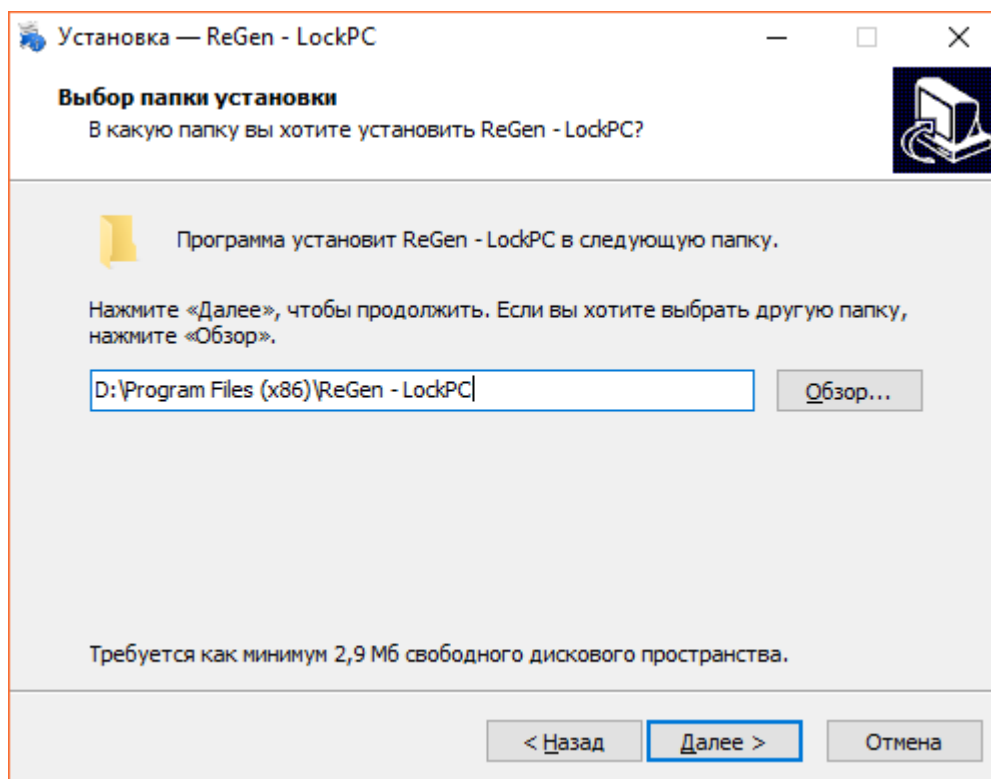 Установка — ReGen - LockPC
Выбор папки установки
В какую папку вы хотите установить ReGen - LockPC?
Программа установит ReGen - LockPC в следующую папку.
Нажмите «Далее», чтобы продолжить. Если вы хотите выбрать другую папку,
нажмите «Обзор».
D:\Program Files (x86)\ReGen - LockPC
Обзор...
Требуется как минимум 2,9 Мб свободного дискового пространства.
< Назад
Далее >
Отмена